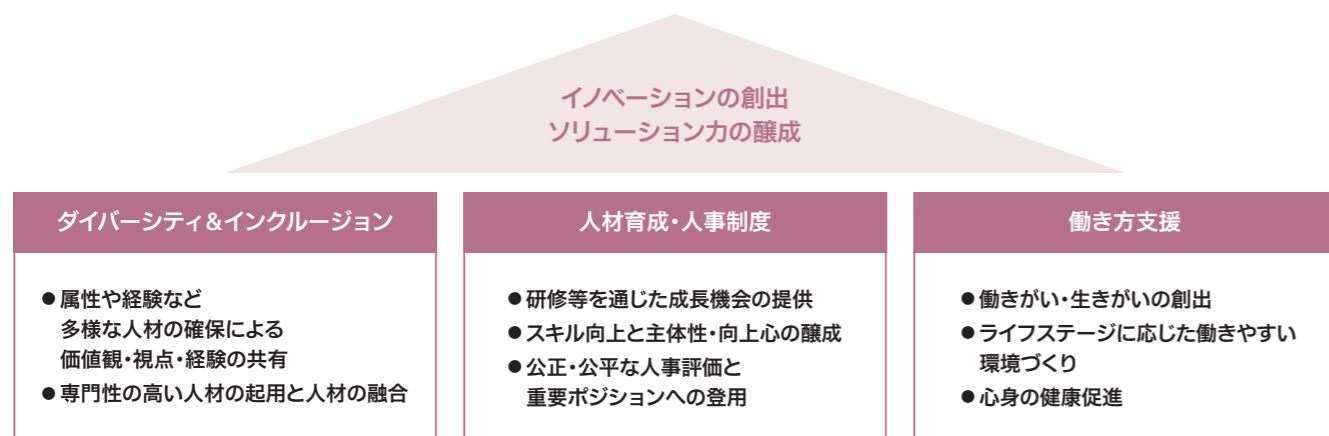 イノベーションの創出
ソリューション力の醸成
ダイバーシティ&インクルージョン
●属性や経験など
多様な人材の確保による
価値観・視点・経験の共有
●専門性の高い人材の起用と人材の融合
人材育成・人事制度
●研修等を通じた成長機会の提供
●スキル向上と主体性・向上心の醸成
●公正・公平な人事評価と
重要ポジションへの登用
働き方支援
●働きがい・生きがいの創出
●ライフステージに応じた働きやすい
環境づくり
●心身の健康促進